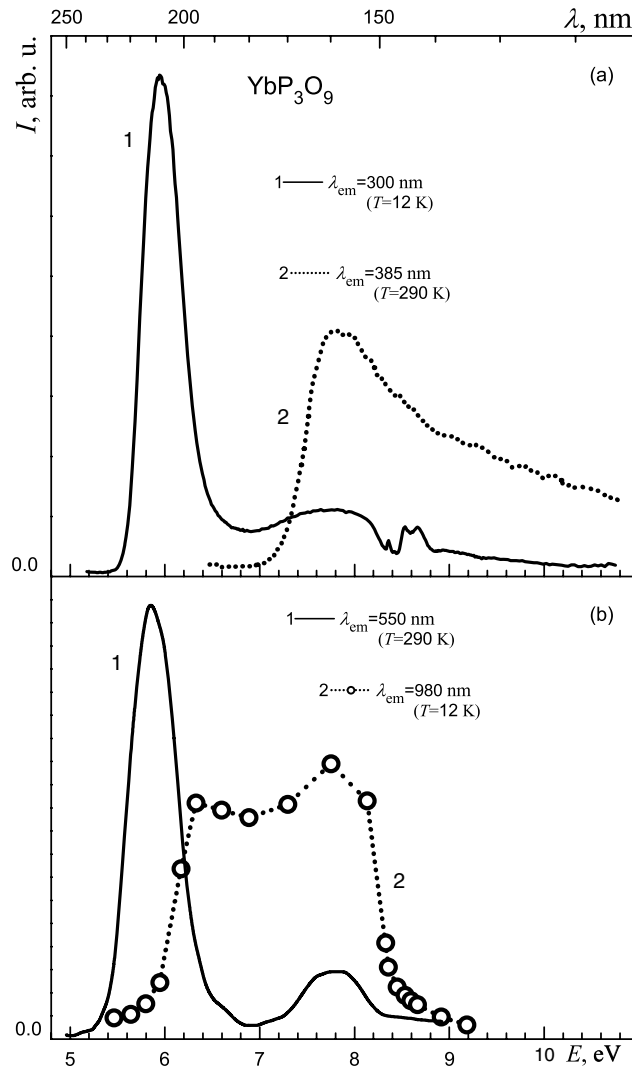 250 200 150 λ, nm
I, arb. u.
(a)
YbP₃O₉
1
1 λem=300 nm
(T=12 K)
2 λem=385 nm
(T=290 K)
2
0.0
(b)
1 λem=550 nm
(T=290 K)
1
2 λem=980 nm
(T=12 K)
2
0.0
5 6 7 8 9 10 E, eV